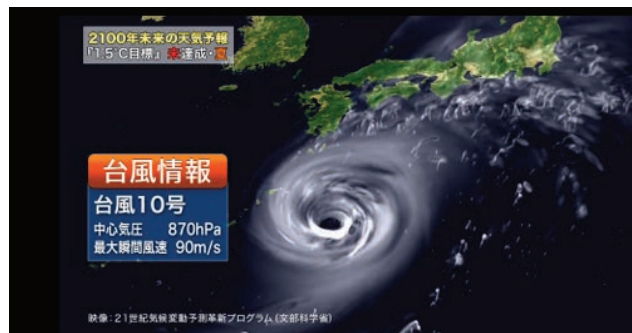 2100年未来の天気予報
『1.5℃目標』未達成・夏
台風情報
台風10号
中心気圧 870hPa
最大瞬間風速 90m/s
映像:21世紀気候変動予測革新プログラム(文部科学省)